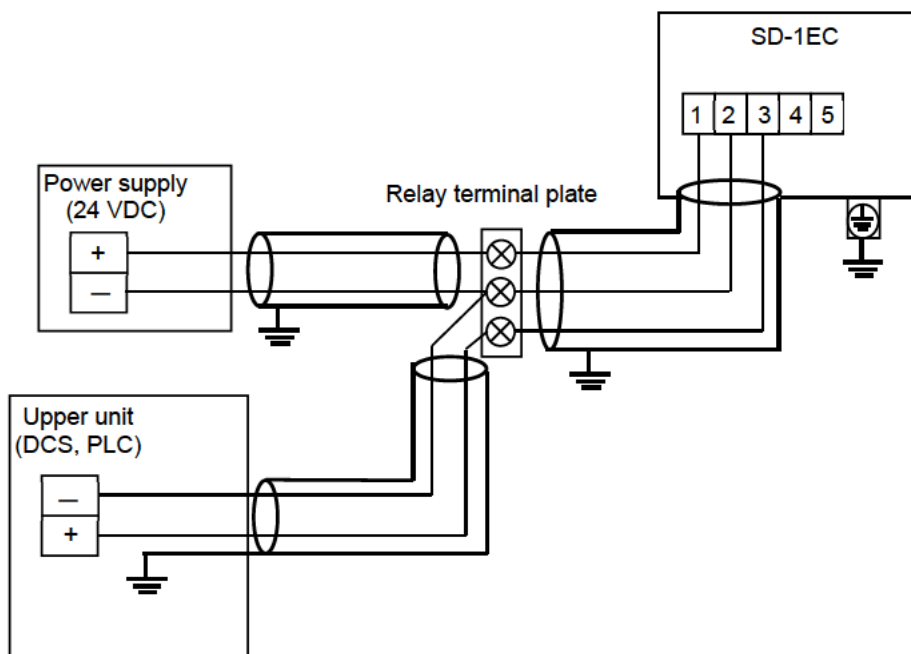 SD-1EC
1 2 3 4 5
Power supply
(24 VDC)
+
—
Relay terminal plate
Upper unit
(DCS, PLC)
—
+